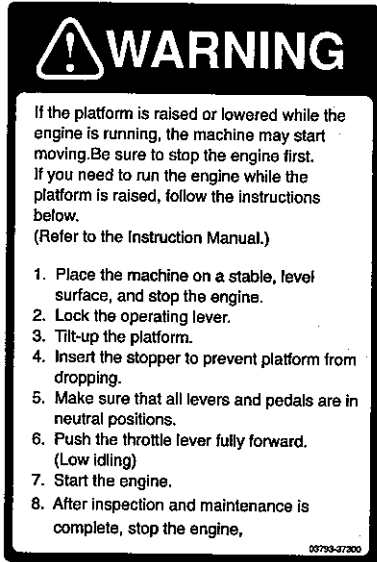 WARNING
If the platform is raised or lowered while the
engine is running, the machine may start
moving.Be sure to stop the engine first.
If you need to run the engine while the
platform is raised, follow the instructions
below.
(Refer to the Instruction Manual.)
1. Place the machine on a stable, level
surface, and stop the engine.
2. Lock the operating lever.
3. Tilt-up the platform.
4. Insert the stopper to prevent platform from
dropping.
5. Make sure that all levers and pedals are in
neutral positions.
6. Push the throttle lever fully forward.
(Low idling)
7. Start the engine.
8. After inspection and maintenance is
complete, stop the engine,
03793-37300